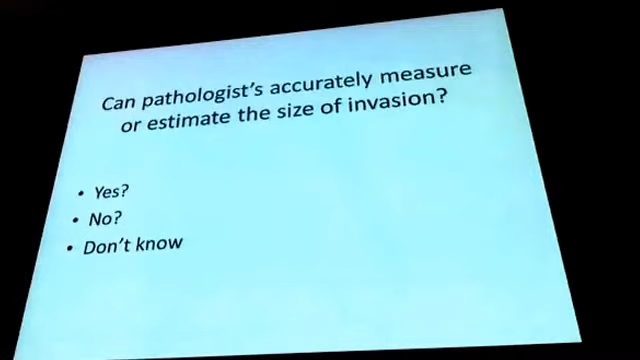 Can pathologist's accurately measure
or estimate the size of invasion?
• Yes?
• No?
• Don't know